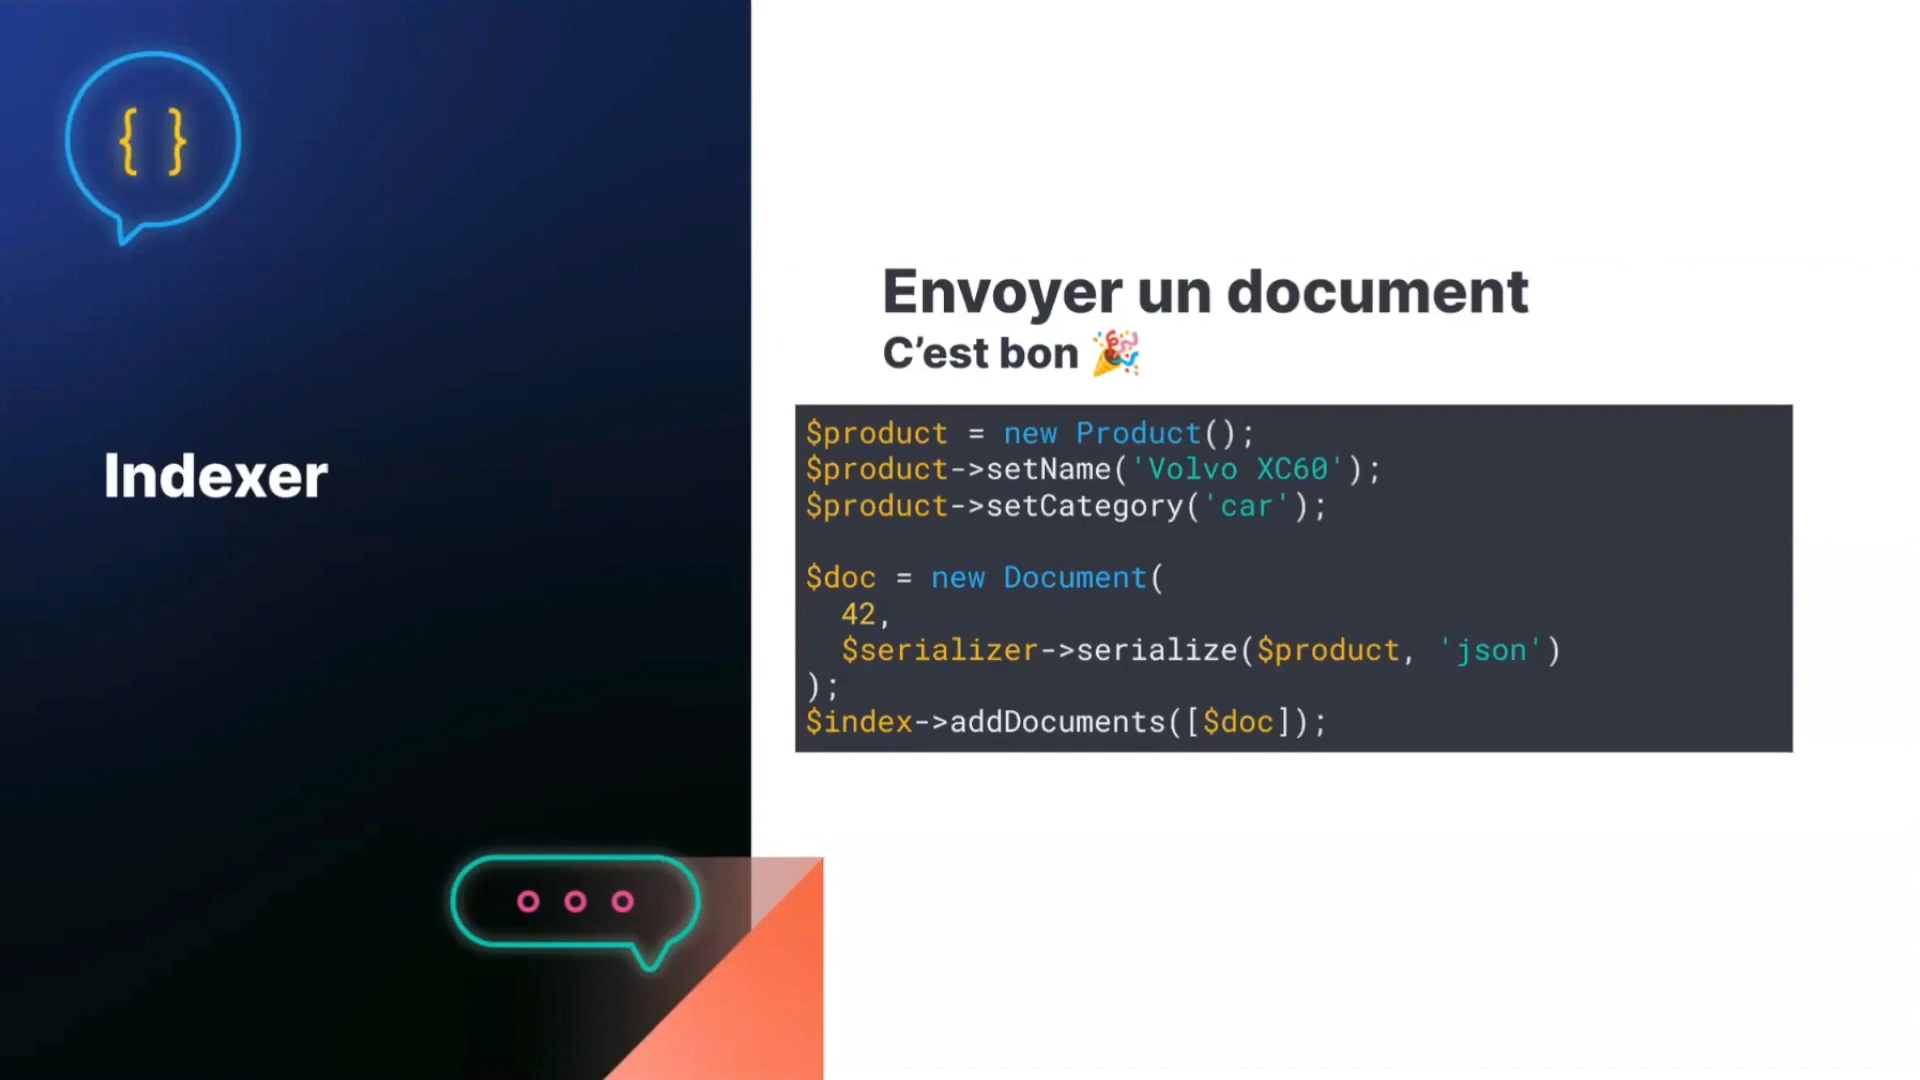 { }
Indexer
Envoyer un document
C’est bon 🎉
$product = new Product();
$product->setName('Volvo XC60');
$product->setCategory('car');
$doc = new Document(
  42,
  $serializer->serialize($product, 'json')
);
$index->addDocuments([$doc]);